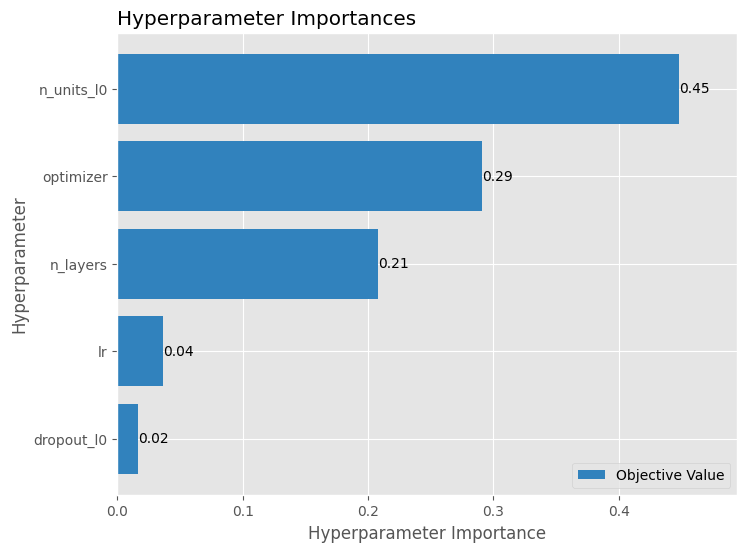 Hyperparameter Importances
Hyperparameter
n_units_l0
0.45
optimizer
0.29
n_layers
0.21
lr
0.04
dropout_l0
0.02
Objective Value
0.0
0.1
0.2
0.3
0.4
Hyperparameter Importance